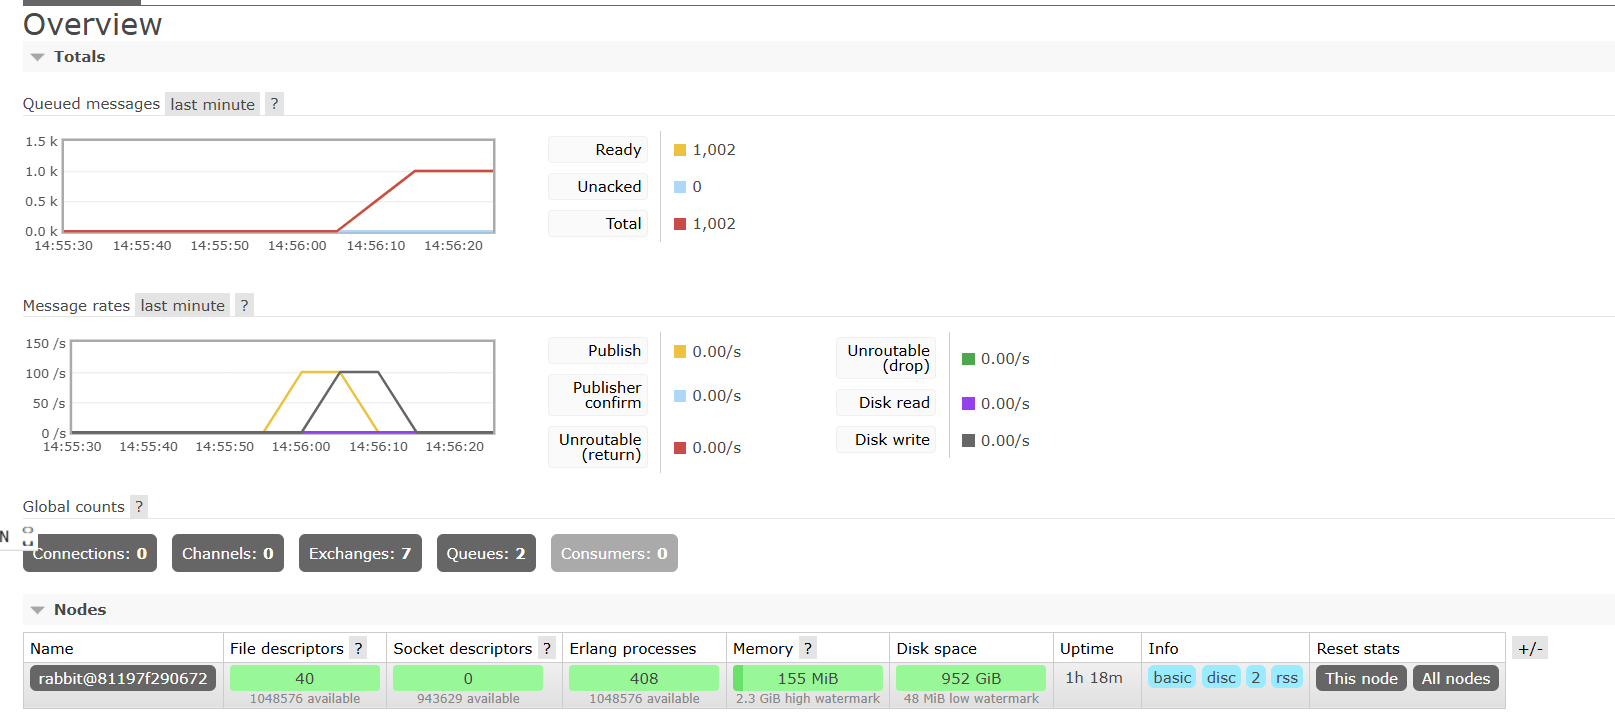 Overview
Totals
Queued messages last minute ?
1.5 k
1.0 k
0.5 k
0.0 k
14:55:30 14:55:40 14:55:50 14:56:00 14:56:10 14:56:20
Ready 1,002
Unacked 0
Total 1,002
Message rates last minute ?
150 /s
100 /s
50 /s
0 /s
14:55:30 14:55:40 14:55:50 14:56:00 14:56:10 14:56:20
Publish 0.00/s
Publisher
confirm 0.00/s
Unroutable
(return) 0.00/s
Unroutable
(drop) 0.00/s
Disk read 0.00/s
Disk write 0.00/s
Global counts ?
N
Connections: 0 Channels: 0 Exchanges: 7 Queues: 2 Consumers: 0
Nodes
Name File descriptors ? Socket descriptors ? Erlang processes Memory ? Disk space Uptime Info Reset stats +/-
rabbit@81197f290672 40 0 408 155 MiB 952 GiB 1h 18m basic disc 2 rss This node All nodes
1048576 available 943629 available 1048576 available 2.3 GiB high watermark 48 MiB low watermark